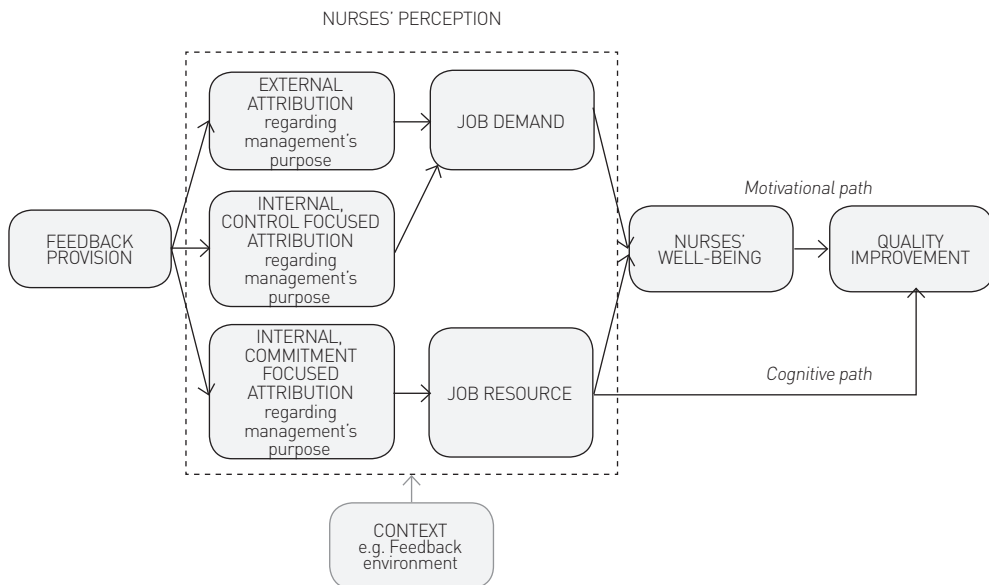 NURSES' PERCEPTION
EXTERNAL
ATTRIBUTION
regarding
management's
purpose
JOB DEMAND
INTERNAL,
CONTROL FOCUSED
ATTRIBUTION
regarding
management's
purpose
FEEDBACK
PROVISION
Motivational path
NURSES'
WELL-BEING
QUALITY
IMPROVEMENT
INTERNAL,
COMMITMENT
FOCUSED
ATTRIBUTION
regarding
management's
purpose
JOB RESOURCE
Cognitive path
CONTEXT
e.g. Feedback
environment